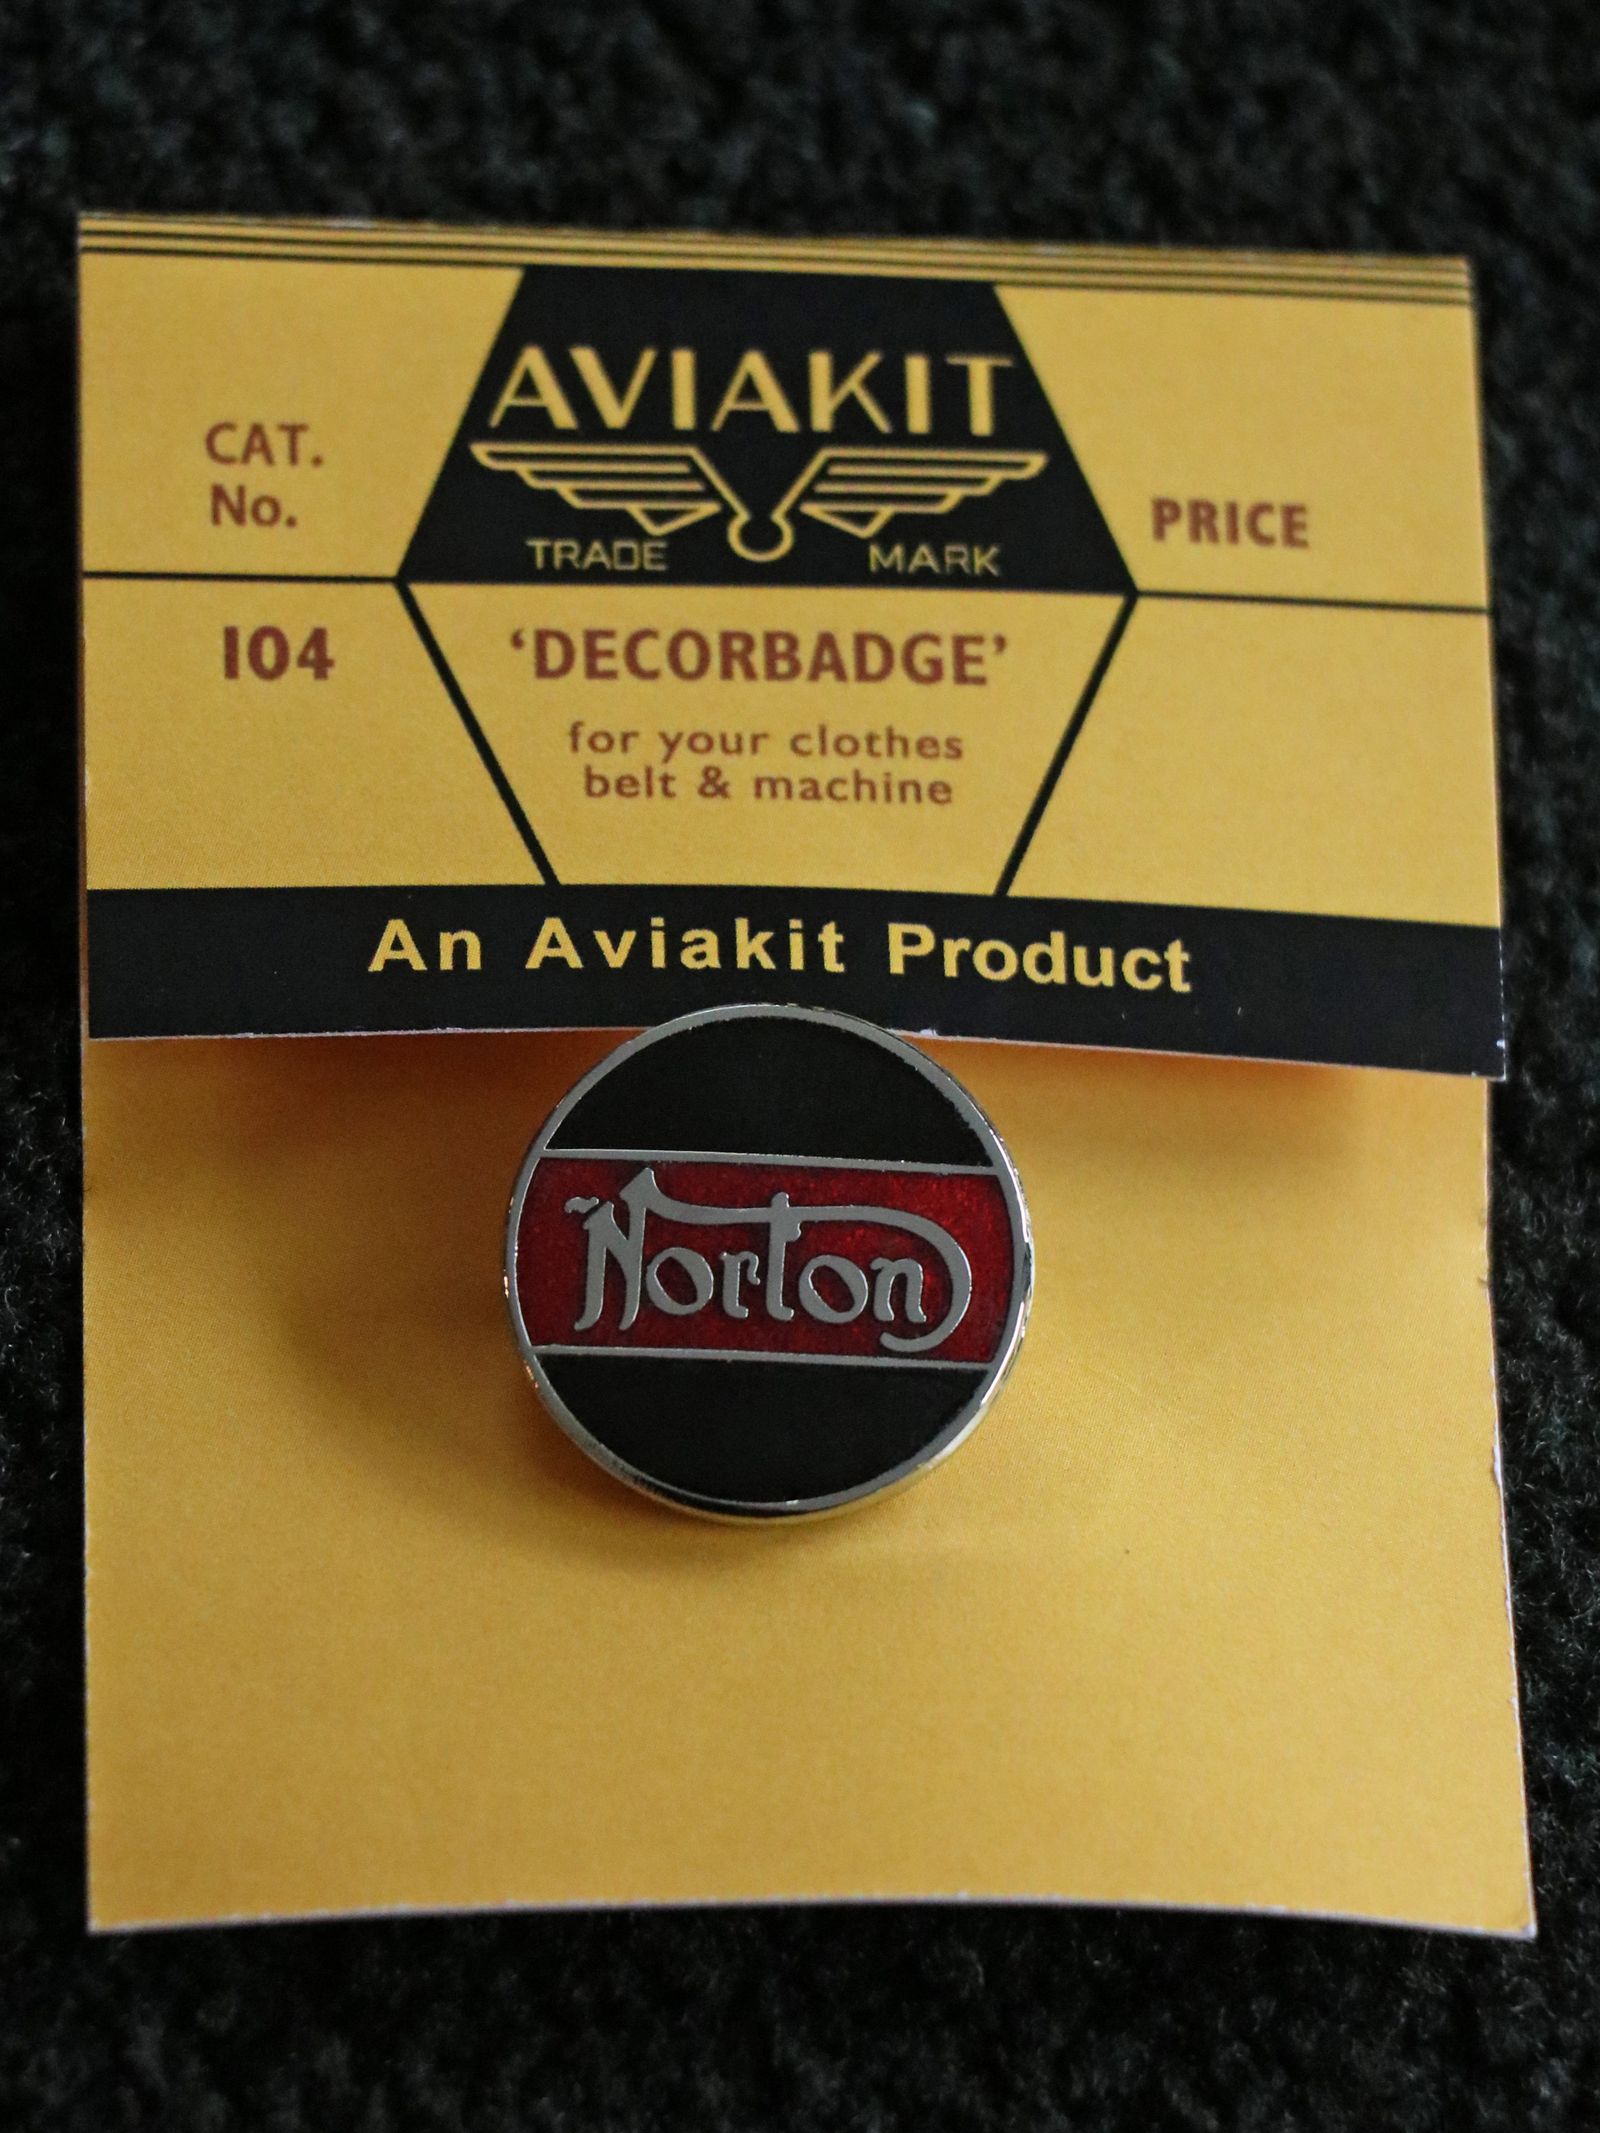 AVIAKIT
TRADE MARK
CAT.
No.
PRICE
104
'DECORBADGE'
for your clothes
belt & machine
An Aviakit Product
Norton